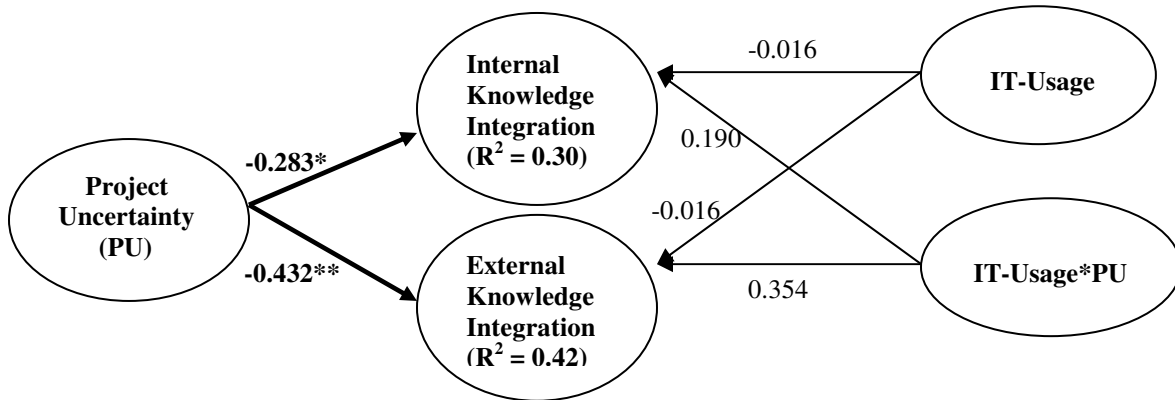 Project
Uncertainty
(PU)
-0.283*
-0.432**
Internal
Knowledge
Integration
(R² = 0.30)
External
Knowledge
Integration
(R² = 0.42)
-0.016
0.190
-0.016
0.354
IT-Usage
IT-Usage*PU